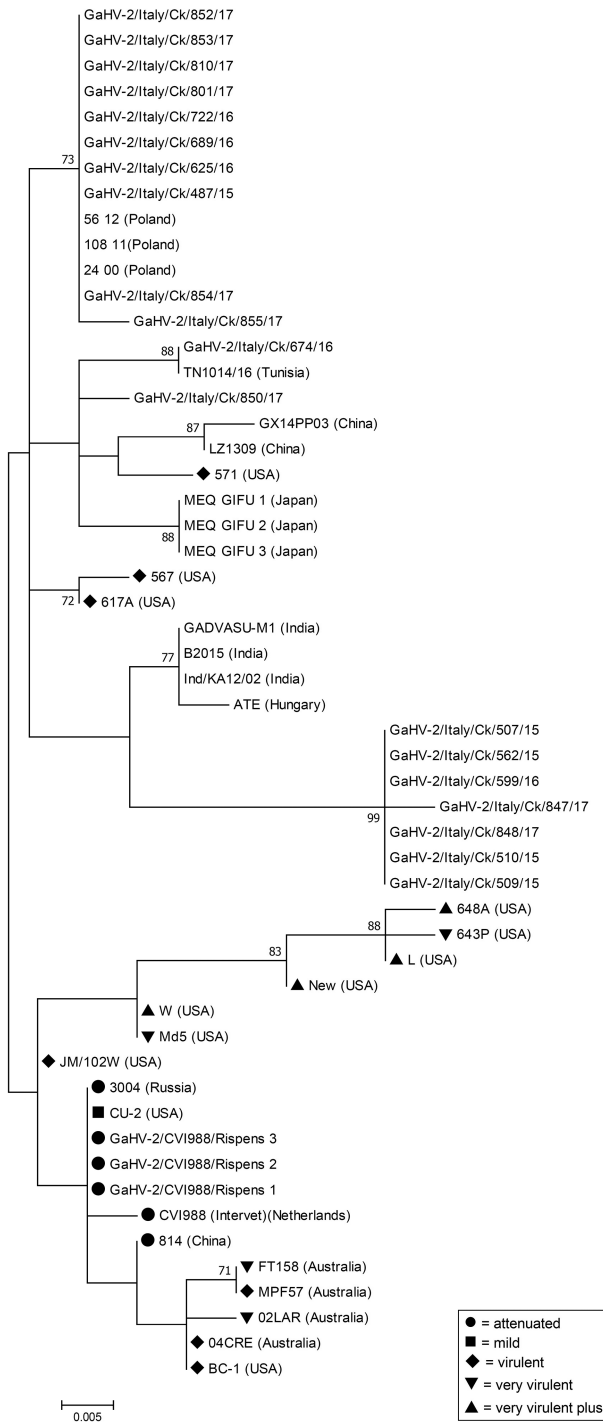 GaHV-2/Italy/Ck/852/17
GaHV-2/Italy/Ck/853/17
GaHV-2/Italy/Ck/810/17
GaHV-2/Italy/Ck/801/17
GaHV-2/Italy/Ck/722/16
GaHV-2/Italy/Ck/689/16
73
GaHV-2/Italy/Ck/625/16
GaHV-2/Italy/Ck/487/15
56 12 (Poland)
108 11(Poland)
24 00 (Poland)
GaHV-2/Italy/Ck/854/17
GaHV-2/Italy/Ck/855/17
88
GaHV-2/Italy/Ck/674/16
TN1014/16 (Tunisia)
GaHV-2/Italy/Ck/850/17
87
GX14PP03 (China)
LZ1309 (China)
571 (USA)
MEQ GIFU 1 (Japan)
MEQ GIFU 2 (Japan)
88
MEQ GIFU 3 (Japan)
567 (USA)
72
617A (USA)
GADVASU-M1 (India)
B2015 (India)
77
Ind/KA12/02 (India)
ATE (Hungary)
GaHV-2/Italy/Ck/507/15
GaHV-2/Italy/Ck/562/15
GaHV-2/Italy/Ck/599/16
GaHV-2/Italy/Ck/847/17
99
GaHV-2/Italy/Ck/848/17
GaHV-2/Italy/Ck/510/15
GaHV-2/Italy/Ck/509/15
648A (USA)
88
643P (USA)
83
L (USA)
New (USA)
W (USA)
Md5 (USA)
JM/102W (USA)
3004 (Russia)
CU-2 (USA)
GaHV-2/CVI988/Rispens 3
GaHV-2/CVI988/Rispens 2
GaHV-2/CVI988/Rispens 1
CVI988 (Intervet)(Netherlands)
814 (China)
71
FT158 (Australia)
MPF57 (Australia)
02LAR (Australia)
04CRE (Australia)
BC-1 (USA)
0.005
= attenuated
= mild
= virulent
= very virulent
= very virulent plus